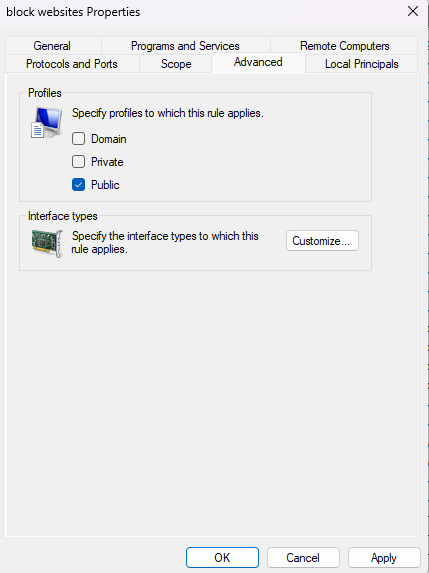 block websites Properties
General
Programs and Services
Remote Computers
Protocols and Ports
Scope
Advanced
Local Principals
Profiles
Specify profiles to which this rule applies.
Domain
Private
Public
Interface types
Specify the interface types to which this
rule applies.
Customize...
OK
Cancel
Apply